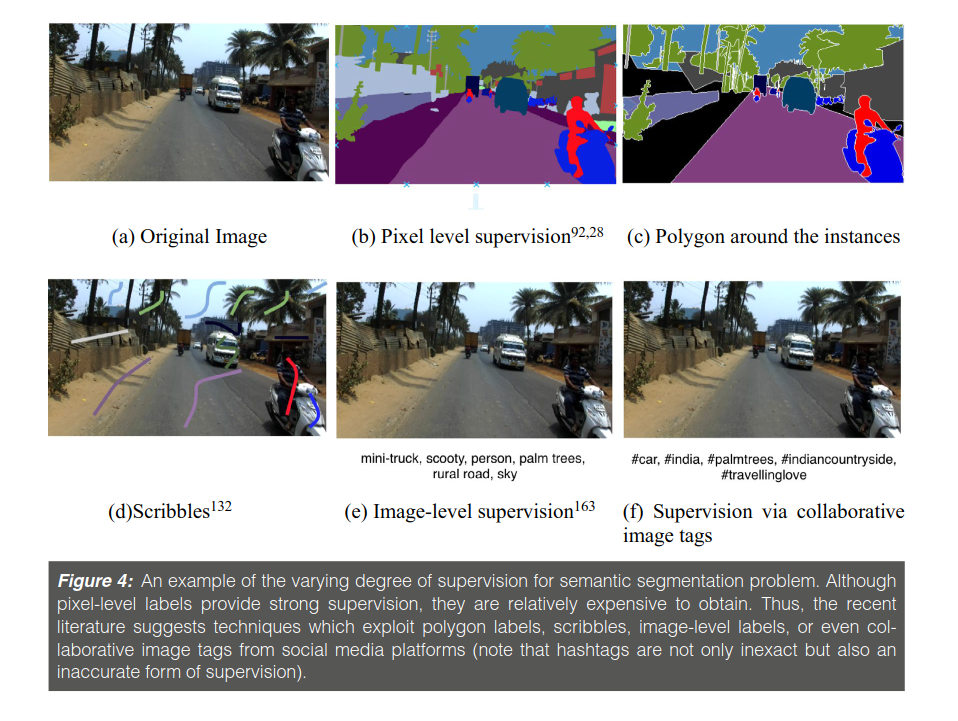 (a) Original Image
(b) Pixel level supervision92,28
(c) Polygon around the instances
mini-truck, scooty, person, palm trees,
rural road, sky
#car, #india, #palmtrees, #indiancountryside,
#travellinglove
(d)Scribbles132
(e) Image-level supervision163
(f) Supervision via collaborative
image tags
Figure 4: An example of the varying degree of supervision for semantic segmentation problem. Although
pixel-level labels provide strong supervision, they are relatively expensive to obtain. Thus, the recent
literature suggests techniques which exploit polygon labels, scribbles, image-level labels, or even col-
laborative image tags from social media platforms (note that hashtags are not only inexact but also an
inaccurate form of supervision).